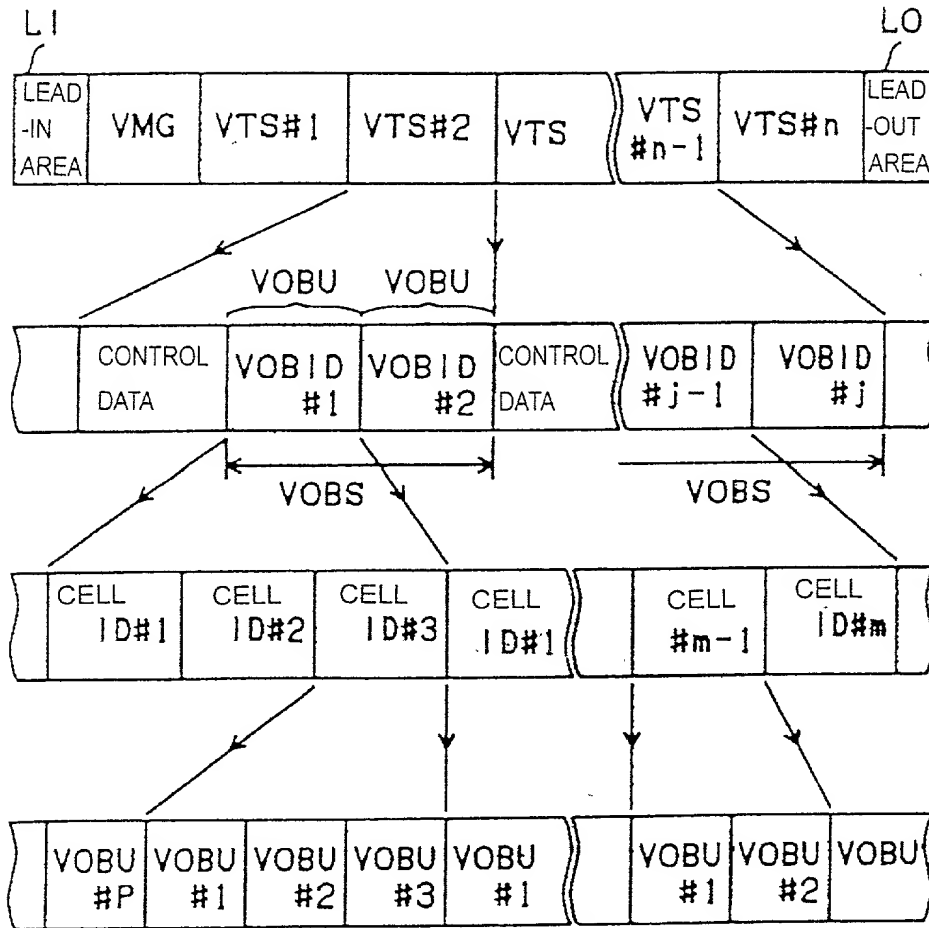 LI
LO
LEAD
-IN
AREA
VMG
VTS#1
VTS#2
VTS
VTS
#n-1
VTS#n
LEAD
-OUT
AREA
VOBU
VOBU
CONTROL
DATA
VOBID
#1
VOBID
#2
CONTROL
DATA
VOBID
#j-1
VOBID
#j
VOBS
VOBS
CELL
ID#1
CELL
ID#2
CELL
ID#3
CELL
ID#1
CELL
#m-1
CELL
ID#m
VOBU
#P
VOBU
#1
VOBU
#2
VOBU
#3
VOBU
#1
VOBU
#1
VOBU
#2
VOBU